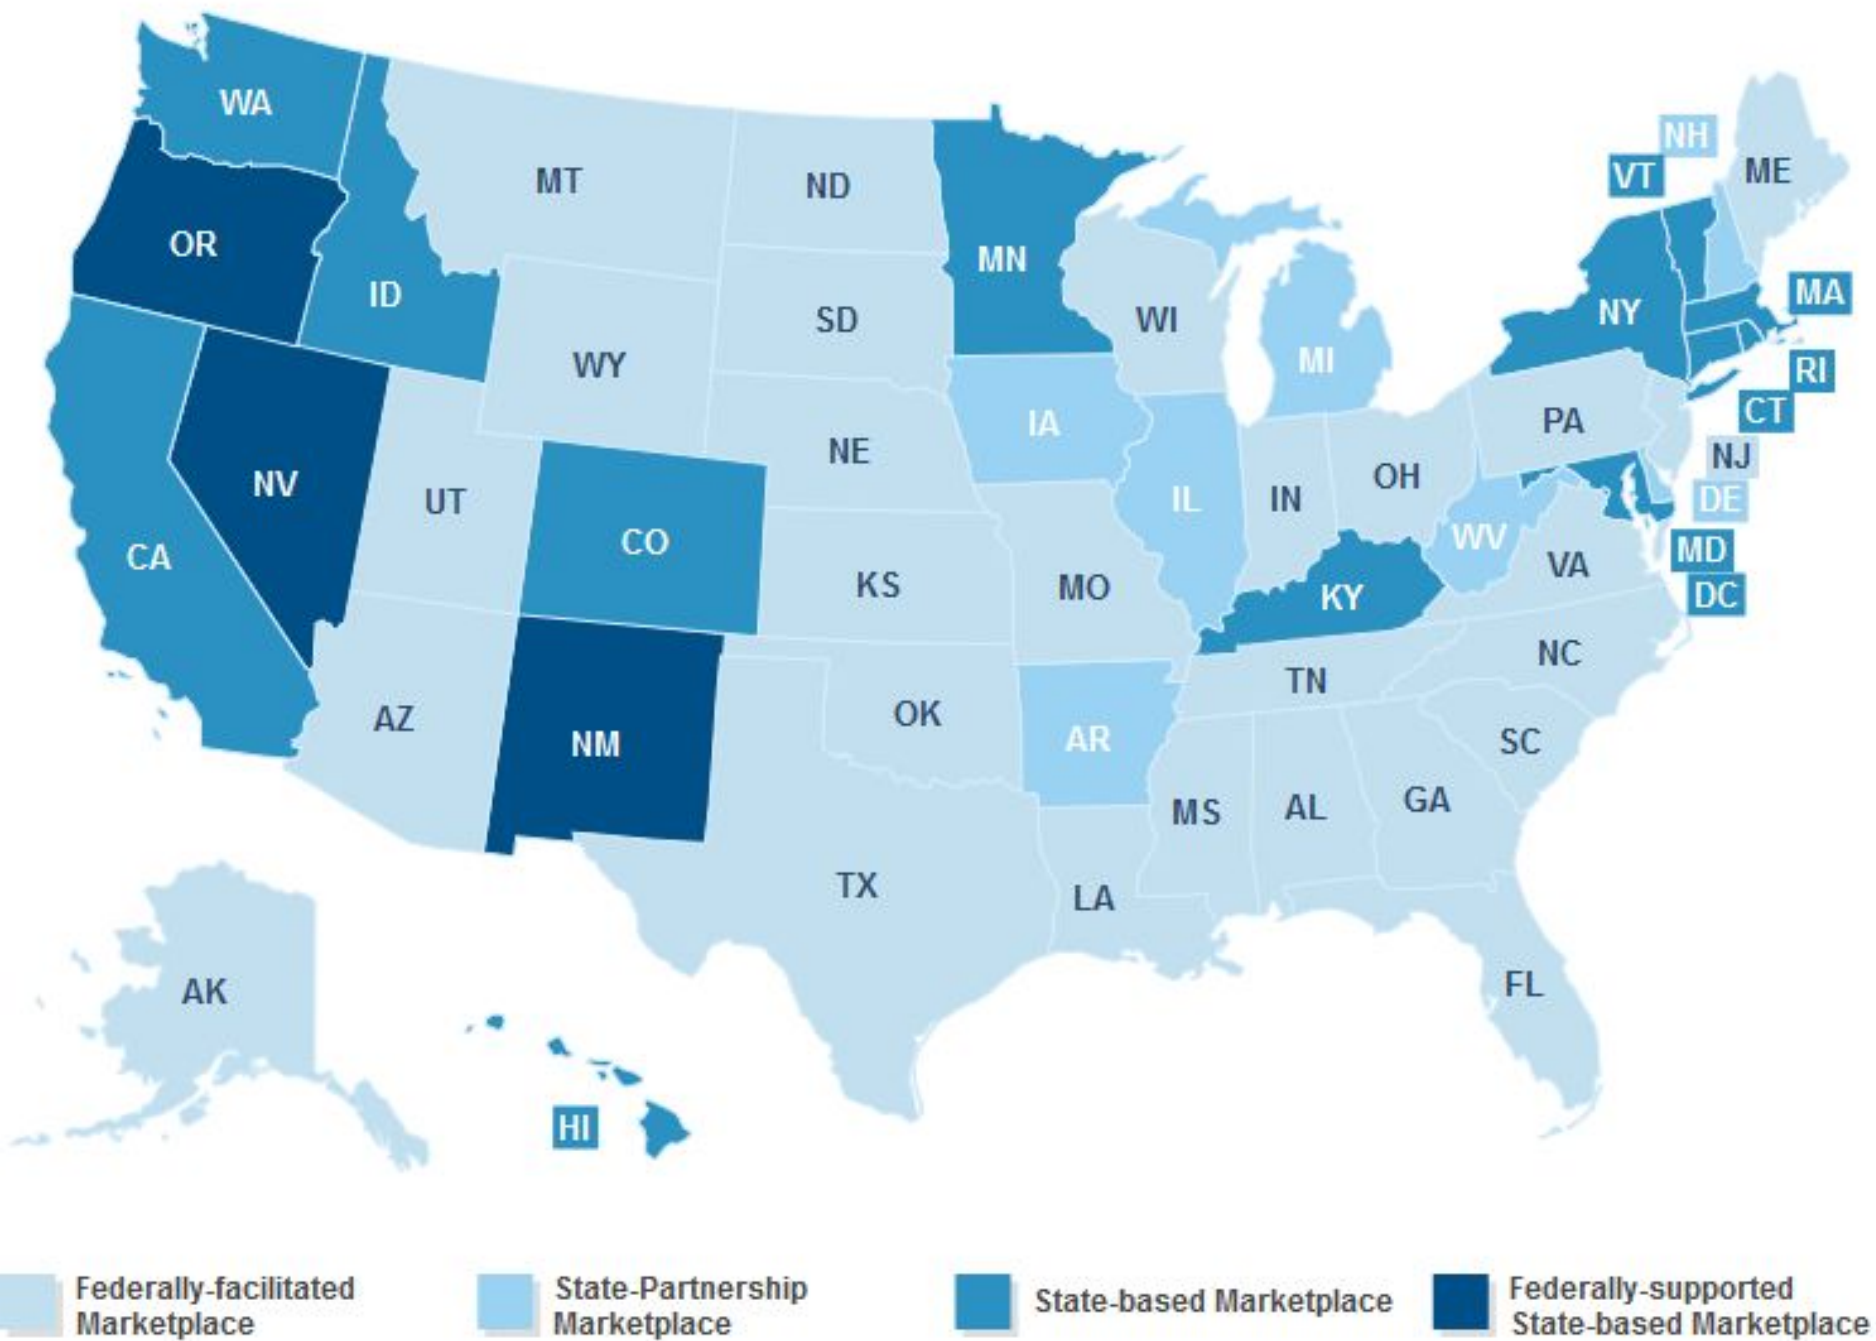 WA
NH
VT
ME
MT
ND
OR
MN
ID
MA
NY
SD
WI
MI
WY
RI
CT
IA
PA
NE
NJ
OH
NV
UT
IL
IN
DE
WV
CO
MD
CA
VA
KS
MO
DC
KY
NC
TN
AZ
OK
NM
AR
SC
MS
AL
GA
TX
LA
AK
FL
HI
Federally-facilitated
Marketplace
State-Partnership
Marketplace
State-based Marketplace
Federally-supported
State-based Marketplace